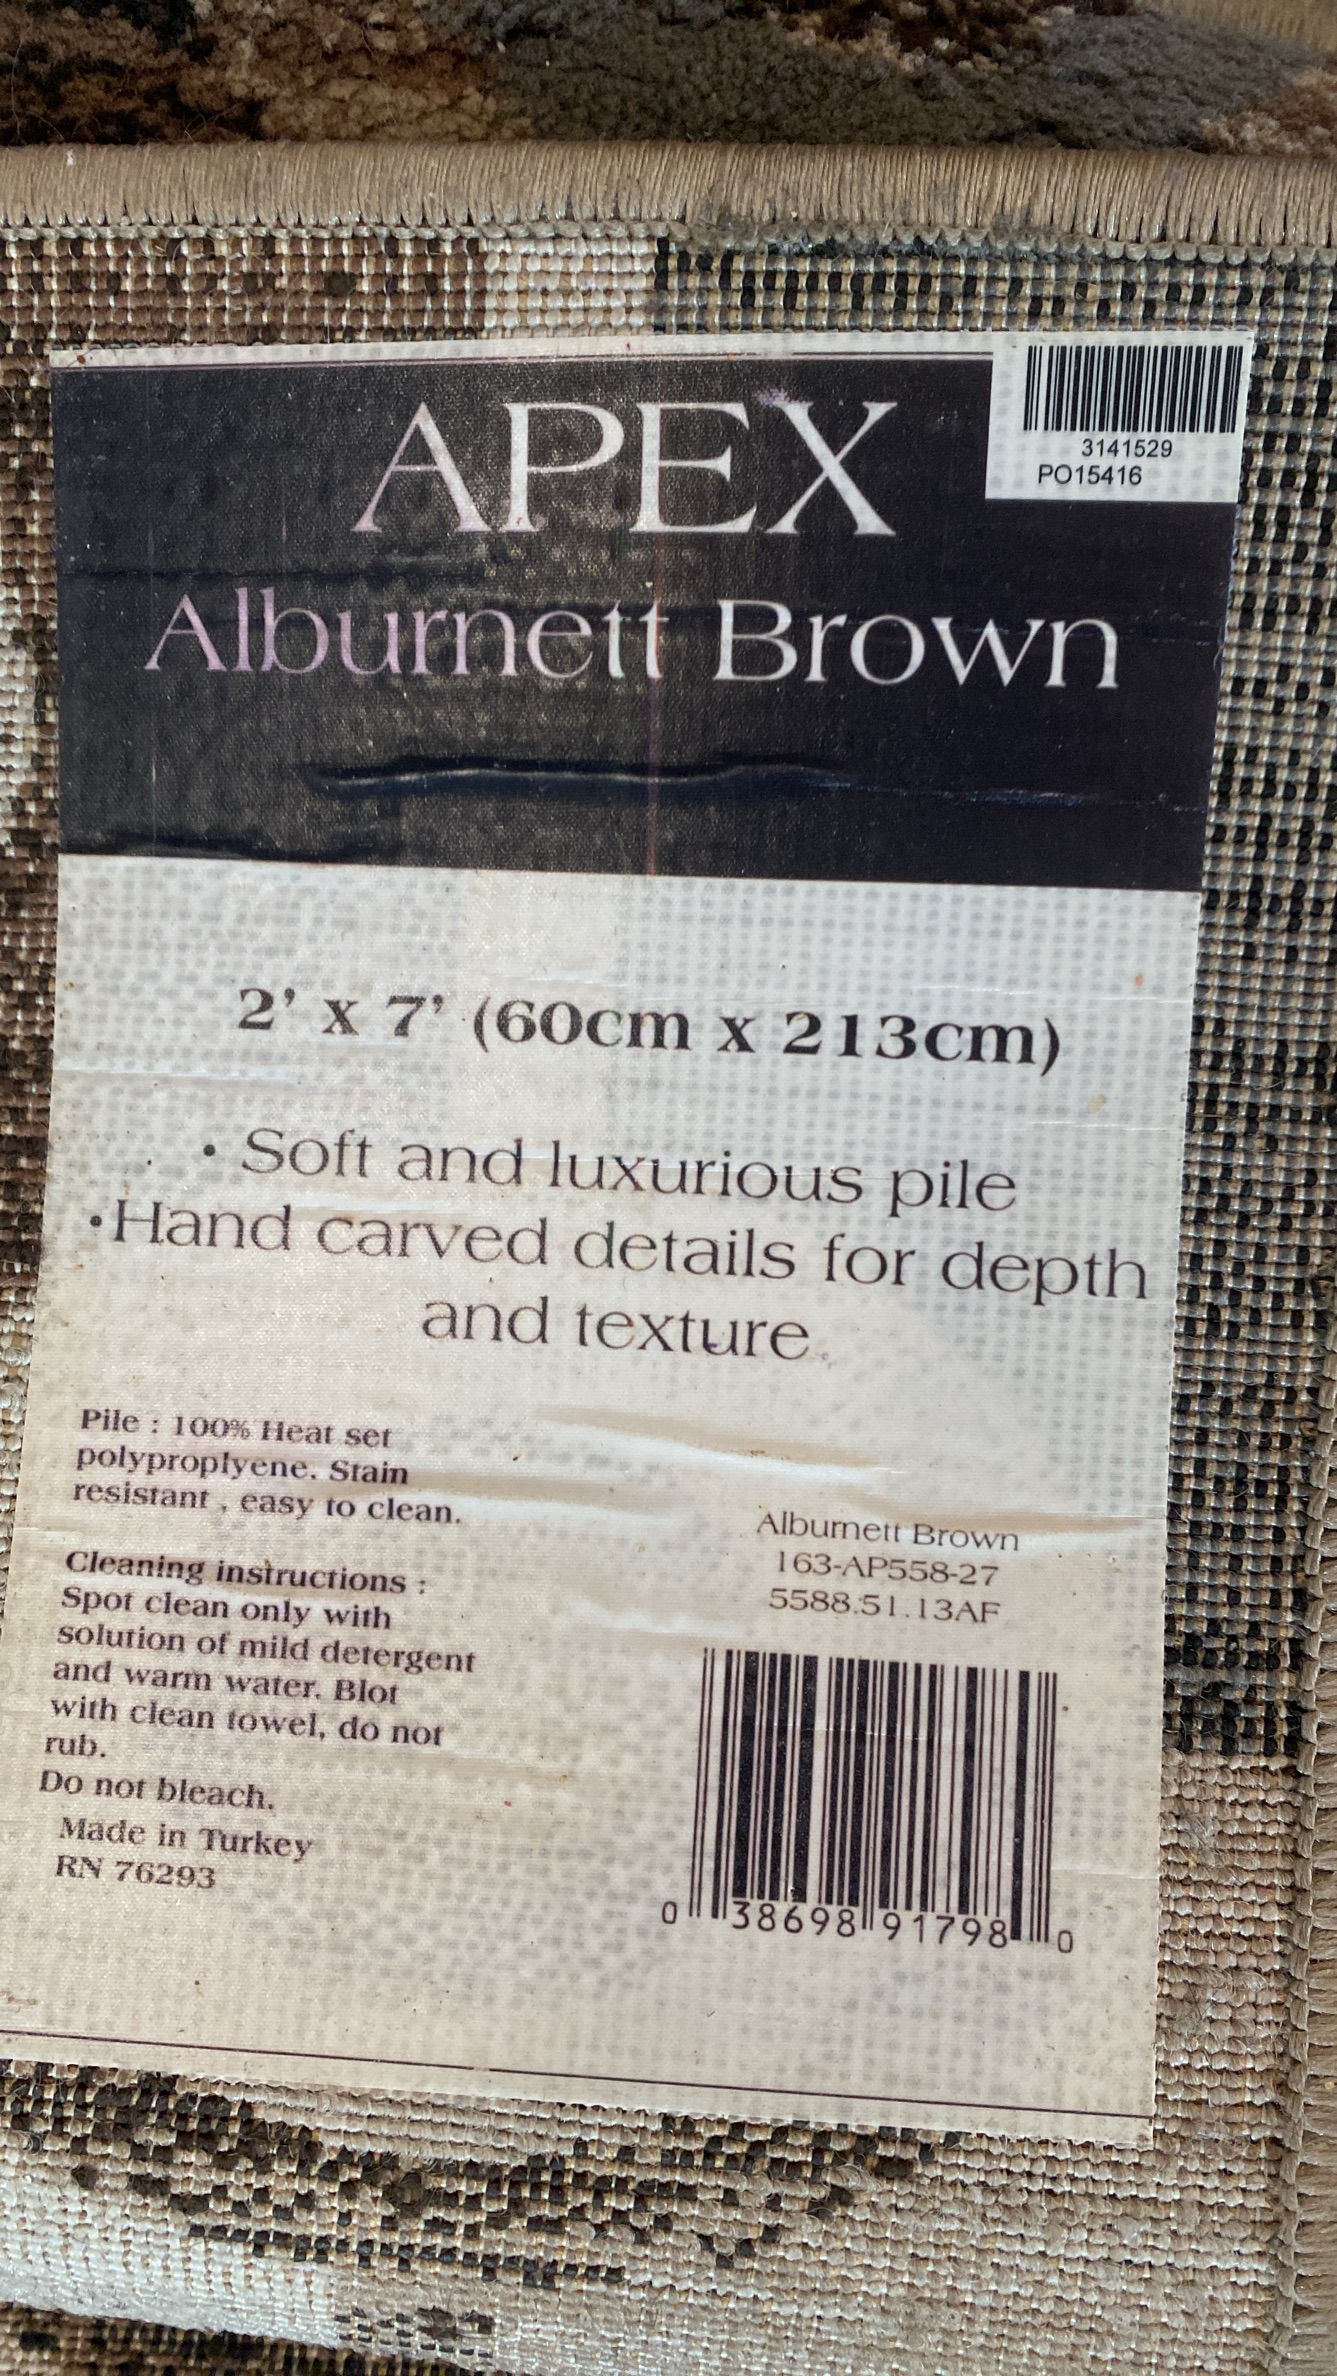 APEX
3141529
PO15416
Alburnett Brown
2' x 7' (60cm x 213cm)
• Soft and luxurious pile
•Hand carved details for depth
and texture
Pile : 100% Heat set
polyproplyene. Stain
resistant , easy to clean.
Cleaning instructions :
Spot clean only with
solution of mild detergent
and warm water. Blot
with clean towel, do not
rub.
Do not bleach.
Made in Turkey
RN 76293
Alburnett Brown
163-AP558-27
5588.51.13AF
0 38698 91798 0